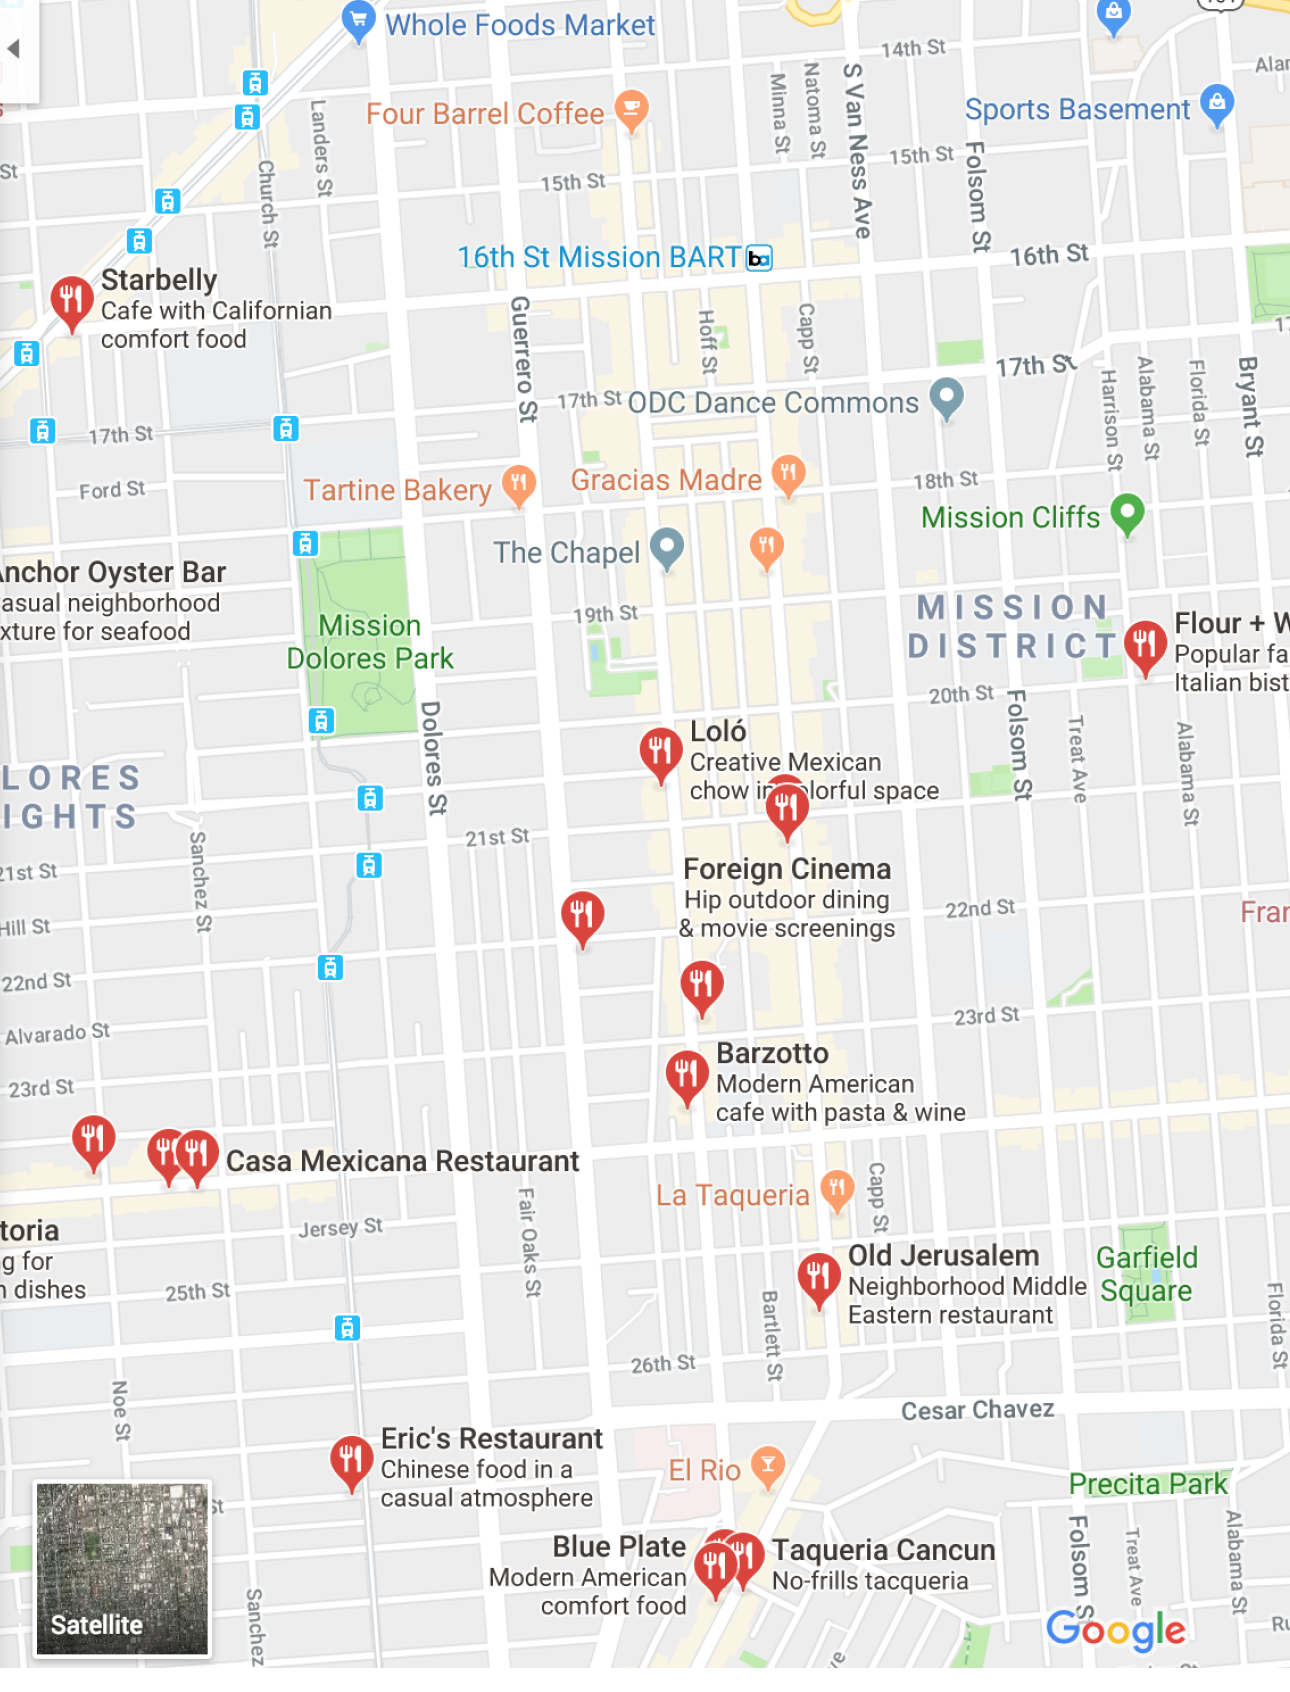 Whole Foods Market
14th St
Alar
Four Barrel Coffee
Sports Basement
Landers St
Minna St
Natoma St
S Van Ness Ave
Folsom St
Church St
St
15th St
15th St
16th St Mission BART
16th St
Starbelly
Cafe with Californian
comfort food
Guerrero St
Hoff St
Capp St
17th St
17th St
ODC Dance Commons
17th St
Harrison St
Alabama St
Florida St
Bryant St
Ford St
Tartine Bakery
Gracias Madre
18th St
Mission Cliffs
The Chapel
Anchor Oyster Bar
asual neighborhood
xture for seafood
19th St
MISSION
DISTRICT
Mission
Dolores Park
Flour + W
Popular fa
Italian bist
20th St
Folsom St
Treat Ave
Alabama St
Dolores St
Loló
Creative Mexican
LORES
IGHTS
21st St
Sanchez St
21st St
Foreign Cinema
Hip outdoor dining
& movie screenings
22nd St
Fran
Hill St
22nd St
Alvarado St
23rd St
23rd St
Barzotto
Modern American
cafe with pasta & wine
Casa Mexicana Restaurant
La Taqueria
Capp St
Fair Oaks St
Jersey St
toria
g for
n dishes
25th St
Old Jerusalem
Neighborhood Middle
Eastern restaurant
Garfield
Square
Florida St
Bartlett St
26th St
Noe St
Cesar Chavez
Eric's Restaurant
Chinese food in a
casual atmosphere
El Rio
Precita Park
St
Folsom S
Treat Ave
Alabama St
Blue Plate
Modern American
comfort food
Taqueria Cancun
No-frills tacqueria
Sanchez
Satellite
Google
Ru